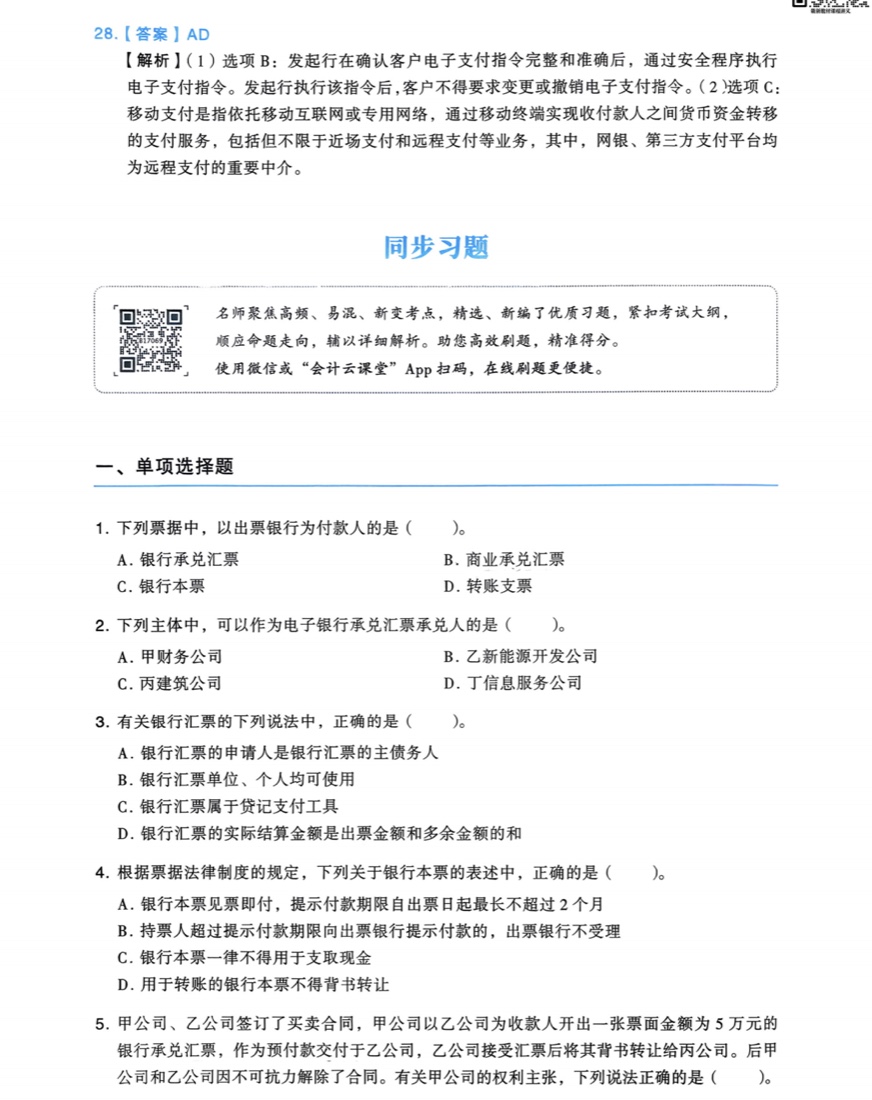 28.【答案】AD
【解析】(1)选项 B：发起行在确认客户电子支付指令完整和准确后，通过安全程序执行
电子支付指令。发起行执行该指令后，客户不得要求变更或撤销电子支付指令。(2)选项 C：
移动支付是指依托移动互联网或专用网络，通过移动终端实现收付款人之间货币资金转移
的支付服务，包括但不限于近场支付和远程支付等业务，其中，网银、第三方支付平台均
为远程支付的重要中介。
同步习题
名师聚焦高频、易混、新变考点，精选、新编了优质习题，紧扣考试大纲，
顺应命题走向，辅以详细解析。助您高效刷题，精准得分。
使用微信或“会计云课堂”App 扫码，在线刷题更便捷。
一、单项选择题
1. 下列票据中，以出票银行为付款人的是（　　）。
A. 银行承兑汇票　　B. 商业承兑汇票
C. 银行本票　　D. 转账支票
2. 下列主体中，可以作为电子银行承兑汇票承兑人的是（　　）。
A. 甲财务公司　　B. 乙新能源开发公司
C. 丙建筑公司　　D. 丁信息服务公司
3. 有关银行汇票的下列说法中，正确的是（　　）。
A. 银行汇票的申请人是银行汇票的主债务人
B. 银行汇票单位、个人均可使用
C. 银行汇票属于贷记支付工具
D. 银行汇票的实际结算金额是出票金额和多余金额的和
4. 根据票据法律制度的规定，下列关于银行本票的表述中，正确的是（　　）。
A. 银行本票见票即付，提示付款期限自出票日起最长不超过 2 个月
B. 持票人超过提示付款期限向出票银行提示付款的，出票银行不受理
C. 银行本票一律不得用于支取现金
D. 用于转账的银行本票不得背书转让
5. 甲公司、乙公司签订了买卖合同，甲公司以乙公司为收款人开出一张票面金额为 5 万元的
银行承兑汇票，作为预付款交付于乙公司，乙公司接受汇票后将其背书转让给丙公司。后甲
公司和乙公司因不可抗力解除了合同。有关甲公司的权利主张，下列说法正确的是（　　）。